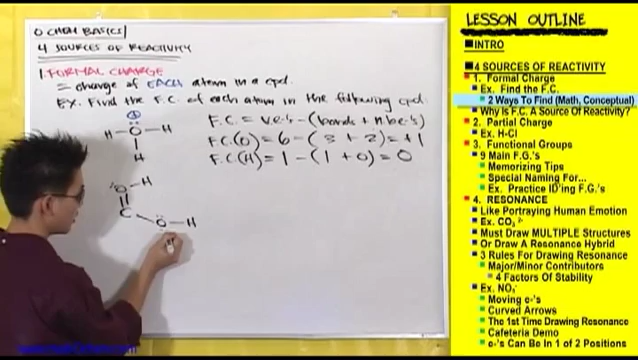 O CHEM BASICS
4 SOURCES OF REACTIVITY
1. FORMAL CHARGE
= charge of EACH atom in a cpd.
Ex. Find the F.C. of each atom in the following cpd.
F.C. = v.e-'s - (bonds + nb e-'s)
F.C.(O) = 6 - (3 + 2) = +1
F.C.(H) = 1 - (1 + 0) = 0
H-O-H
H
O-H
C
O-H
LESSON OUTLINE
INTRO
4 SOURCES OF REACTIVITY
1. Formal Charge
Ex. Find the F.C.
2 Ways To Find (Math, Conceptual)
Why Is F.C. A Source Of Reactivity?
2. Partial Charge
Ex. H-Cl
3. Functional Groups
9 Main F.G.'s
Memorizing Tips
Special Naming For...
Ex. Practice ID'ing F.G.'s
4. RESONANCE
Like Portraying Human Emotion
Ex. CO₃ ²⁻
Must Draw MULTIPLE Structures
Or Draw A Resonance Hybrid
3 Rules For Drawing Resonance
Major/Minor Contributors
4 Factors Of Stability
Ex. NO₃⁻
Moving e-'s
Curved Arrows
The 1st Time Drawing Resonance
Cafeteria Demo
e-'s Can Be In 1 of 2 Positions